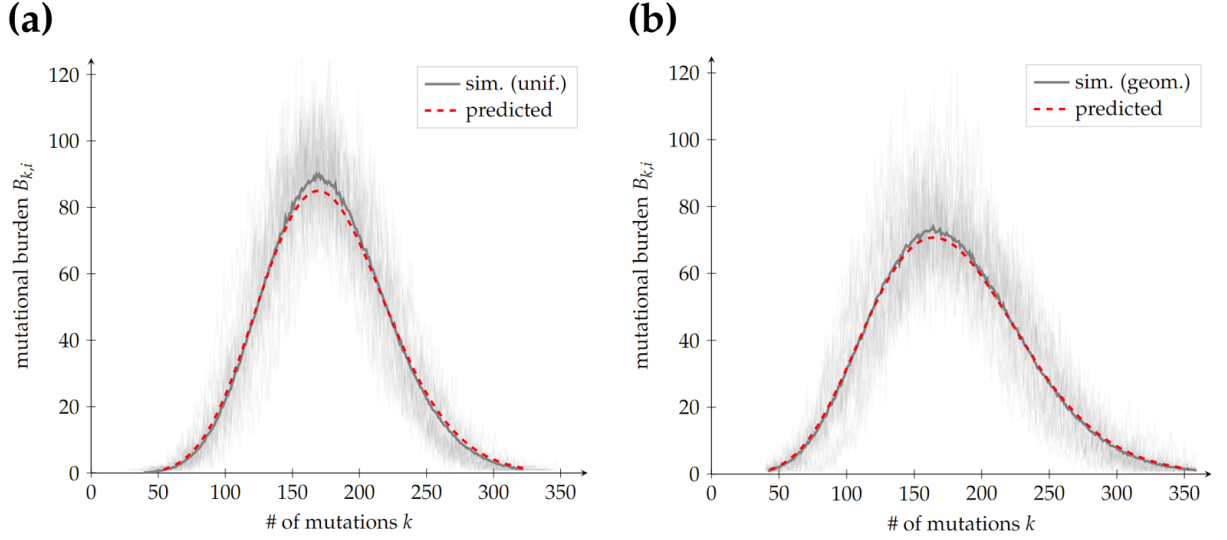 (a)
120
100
80
60
40
20
0
mutational burden B_{k,i}
sim. (unif.)
predicted
0 50 100 150 200 250 300 350
# of mutations k
(b)
120
100
80
60
40
20
0
mutational burden B_{k,i}
sim. (geom.)
predicted
0 50 100 150 200 250 300 350
# of mutations k